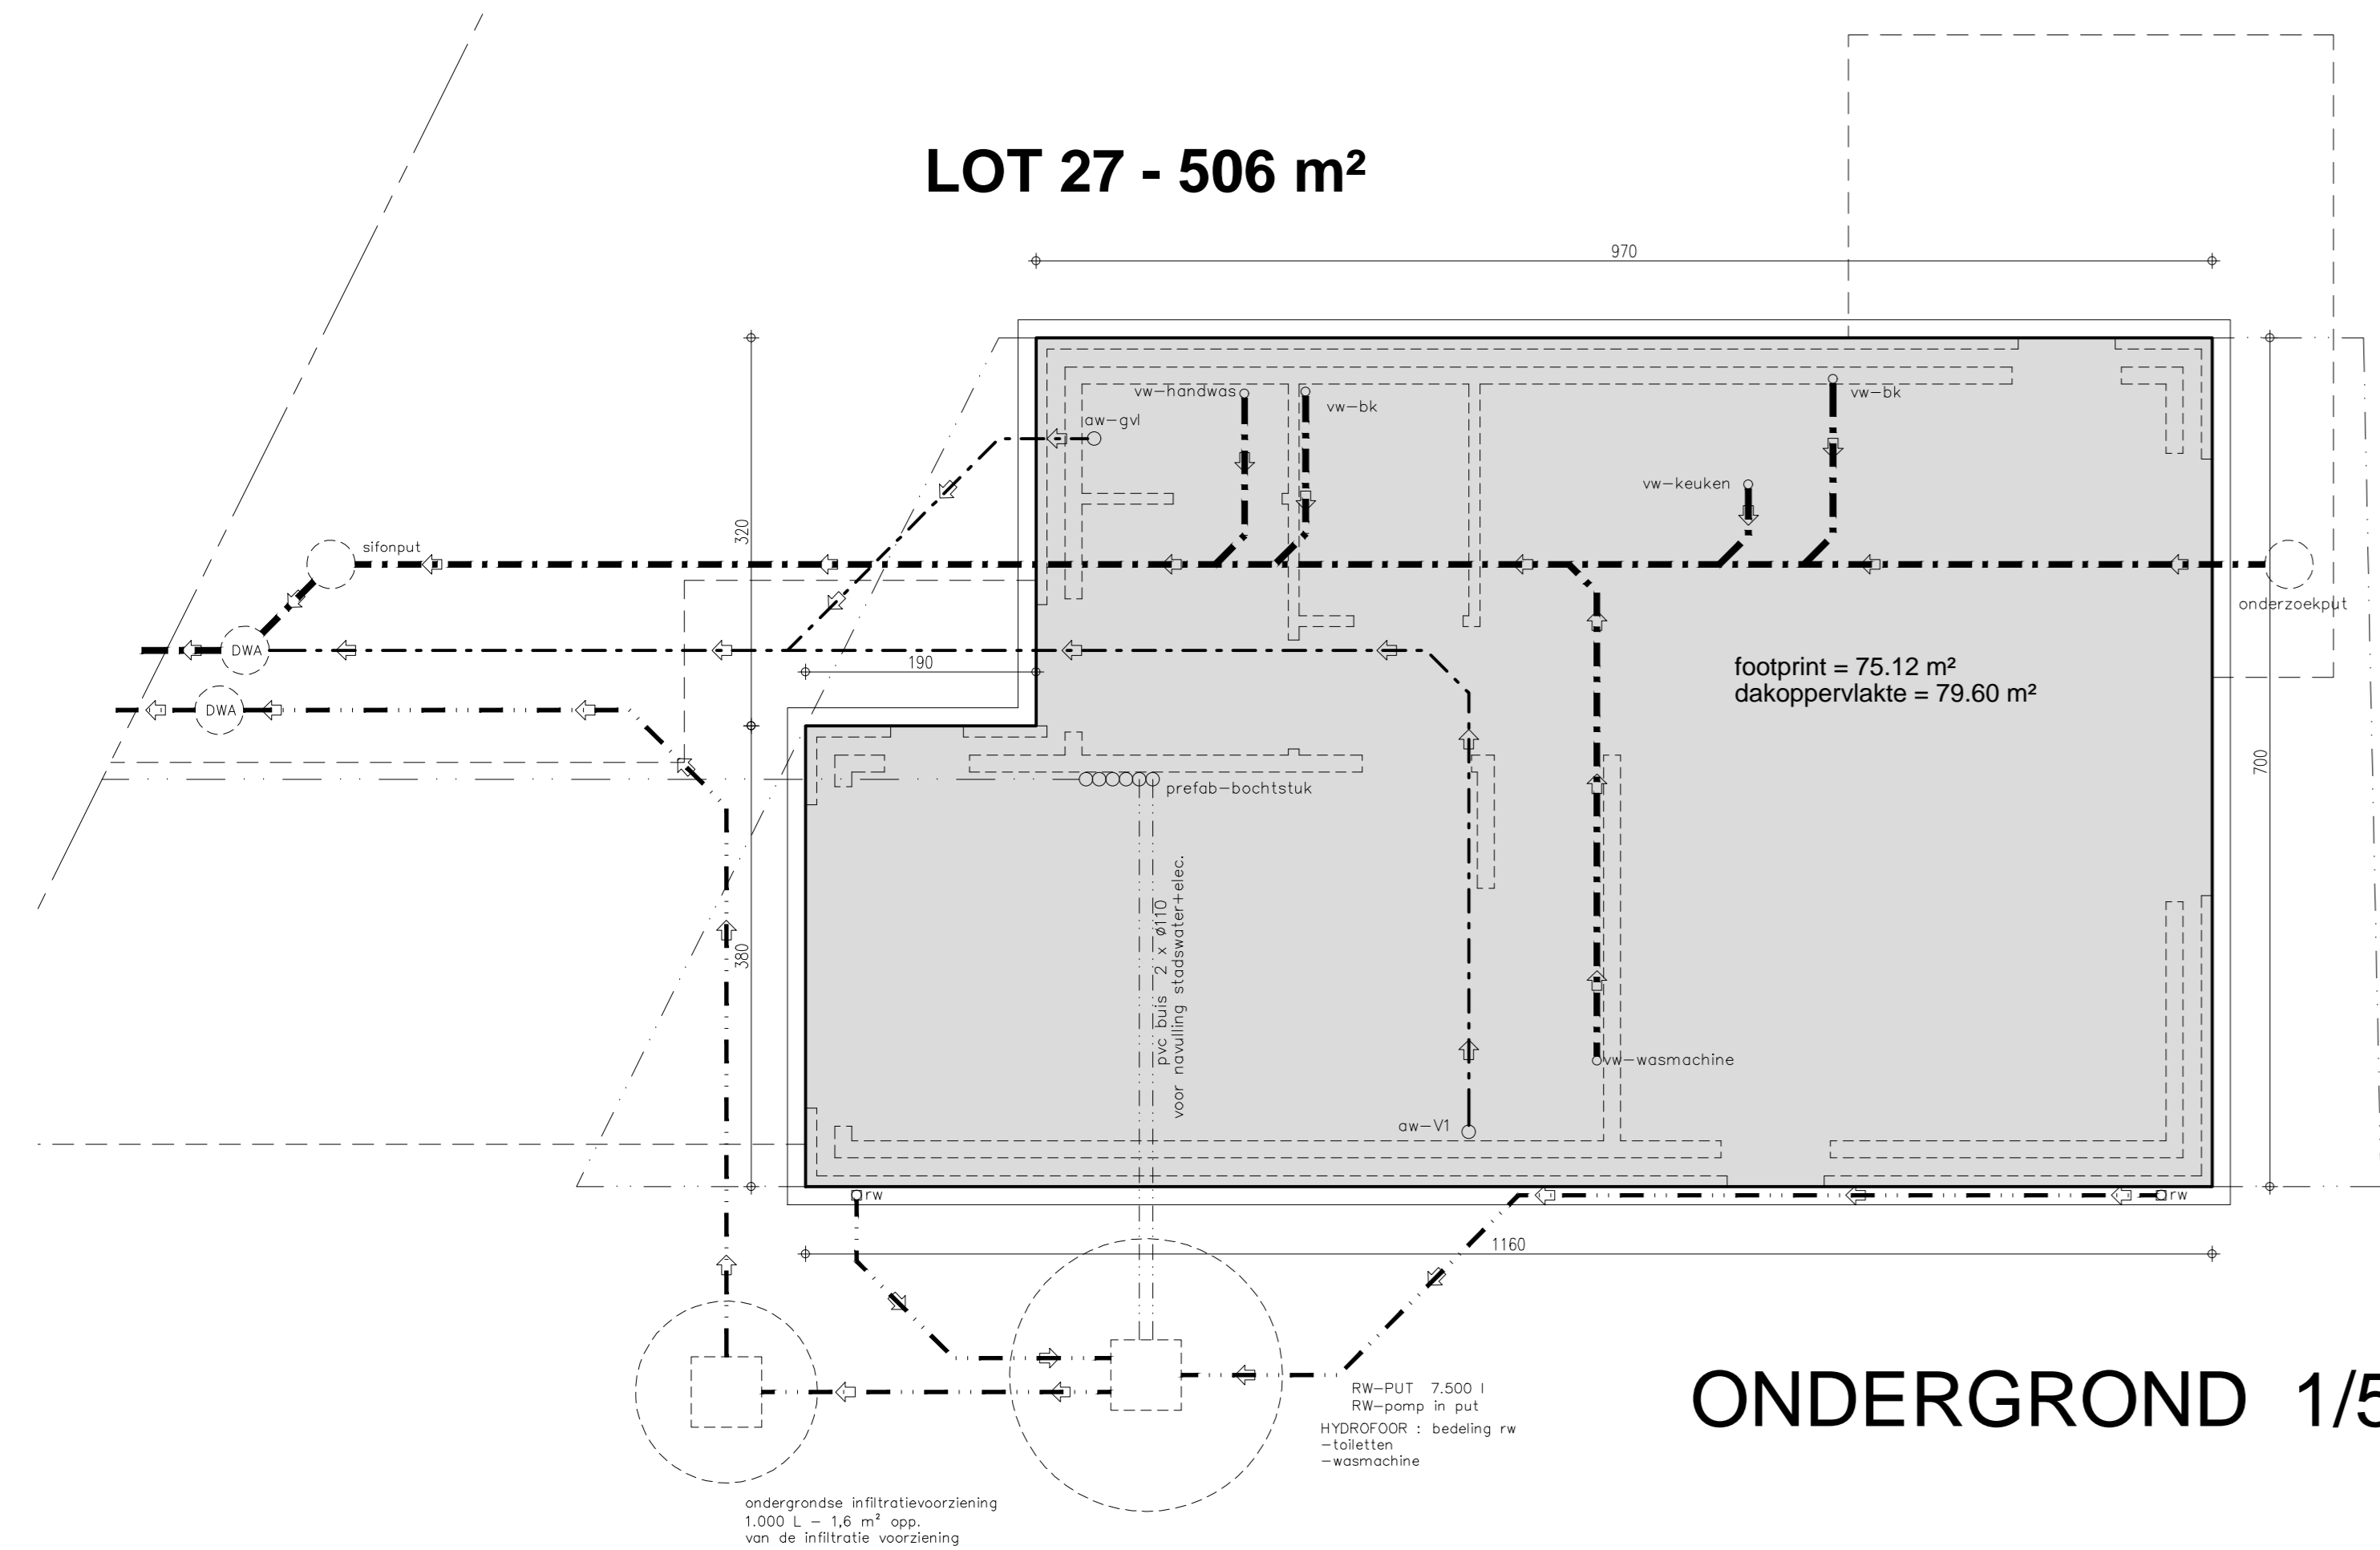 LOT 27 - 506 m²
970
vw-handwas
vw-bk
vw-bk
aw-gvl
vw-keuken
320
sifonput
onderzoekput
DWA
190
footprint = 75.12 m²
dakoppervlakte = 79.60 m²
DWA
700
prefab-bochtstuk
380
pvc buis 2 x ø110
voor navulling stadswater+elec.
vw-wasmachine
aw-V1
rw
rw
1160
RW-PUT 7.500 l
RW-pomp in put
HYDROFOOR : bedeling rw
-toiletten
-wasmachine
ONDERGROND 1/5
ondergrondse infiltratievoorziening
1.000 L - 1,6 m² opp.
van de infiltratie voorziening